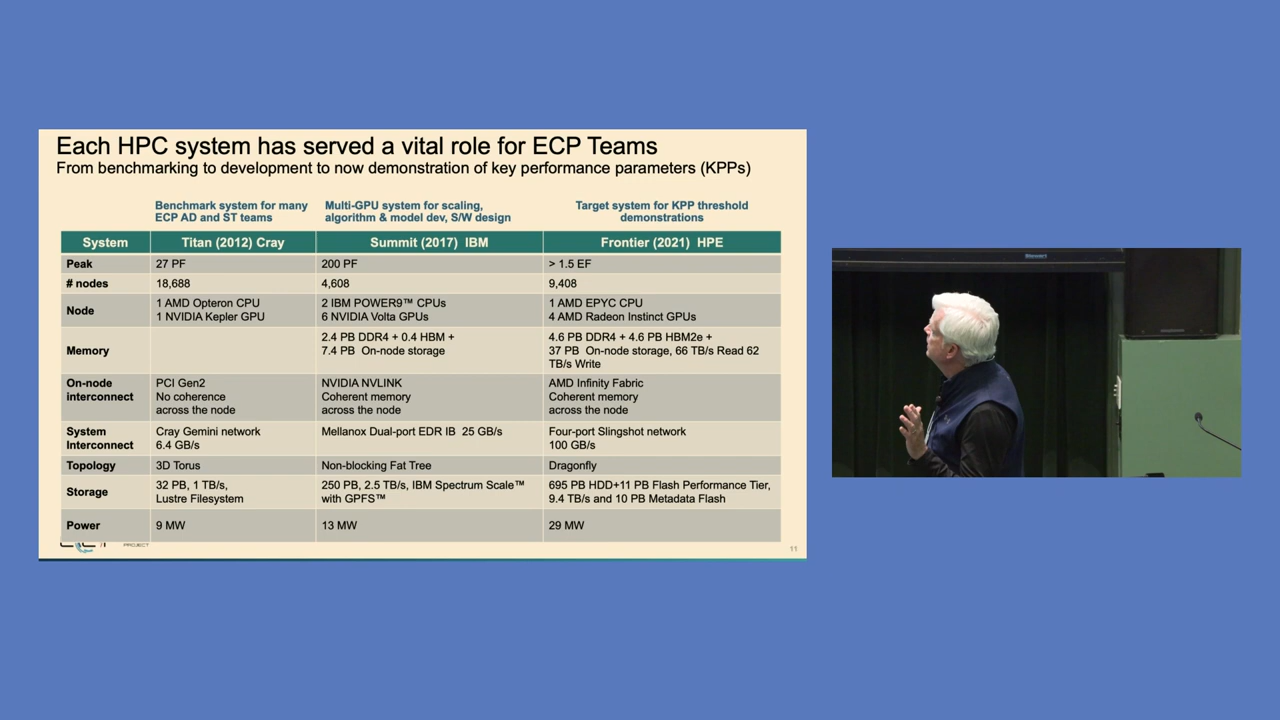 Each HPC system has served a vital role for ECP Teams
From benchmarking to development to now demonstration of key performance parameters (KPPs)
Benchmark system for many
ECP AD and ST teams
Multi-GPU system for scaling,
algorithm & model dev, S/W design
Target system for KPP threshold
demonstrations
System
Titan (2012) Cray
Summit (2017) IBM
Frontier (2021) HPE
Peak
27 PF
200 PF
> 1.5 EF
# nodes
18,688
4,608
9,408
Node
1 AMD Opteron CPU
1 NVIDIA Kepler GPU
2 IBM POWER9™ CPUs
6 NVIDIA Volta GPUs
1 AMD EPYC CPU
4 AMD Radeon Instinct GPUs
Memory
2.4 PB DDR4 + 0.4 HBM +
7.4 PB On-node storage
4.6 PB DDR4 + 4.6 PB HBM2e +
37 PB On-node storage, 66 TB/s Read 62
TB/s Write
On-node
interconnect
PCI Gen2
No coherence
across the node
NVIDIA NVLINK
Coherent memory
across the node
AMD Infinity Fabric
Coherent memory
across the node
System
Interconnect
Cray Gemini network
6.4 GB/s
Mellanox Dual-port EDR IB 25 GB/s
Four-port Slingshot network
100 GB/s
Topology
3D Torus
Non-blocking Fat Tree
Dragonfly
Storage
32 PB, 1 TB/s,
Lustre Filesystem
250 PB, 2.5 TB/s, IBM Spectrum Scale™
with GPFS™
695 PB HDD+11 PB Flash Performance Tier,
9.4 TB/s and 10 PB Metadata Flash
Power
9 MW
13 MW
29 MW
PROJECT
11
Stewart